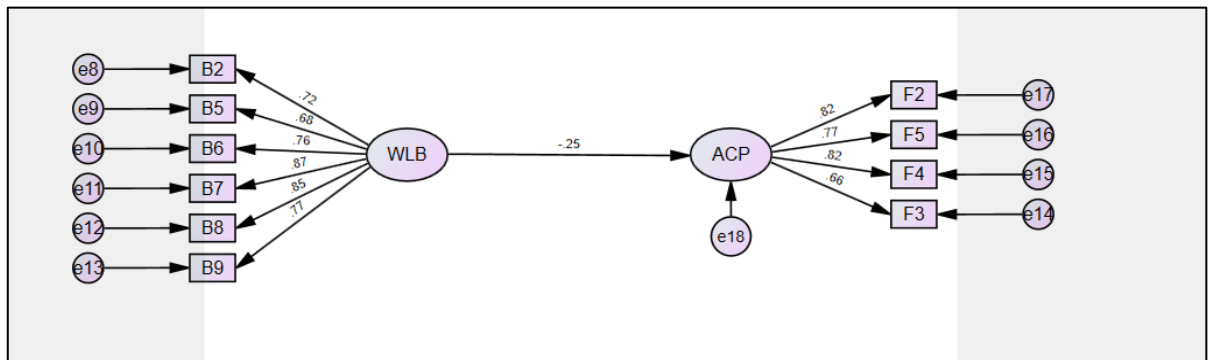 e8 B2 .72
e9 B5 .68
e10 B6 .76
e11 B7 .87
e12 B8 .85
e13 B9 .77
WLB -.25 ACP
e18
.82 F2 e17
.77 F5 e16
.82 F4 e15
.66 F3 e14